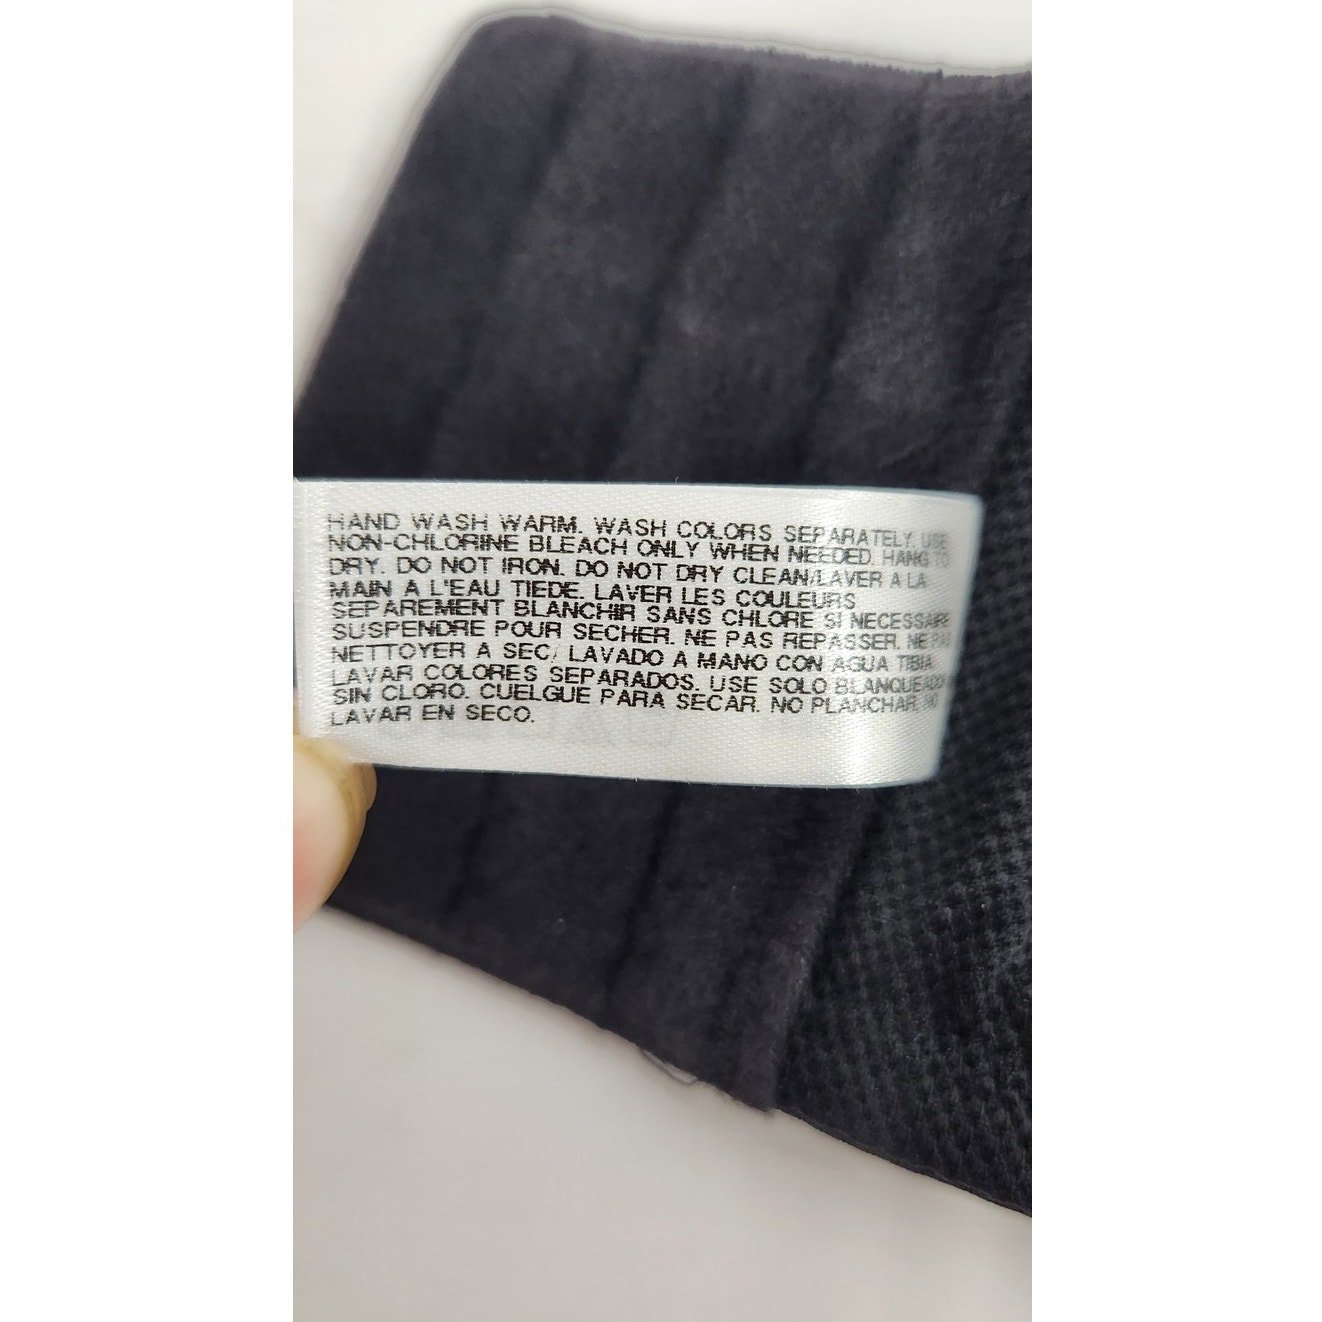 HAND WASH WARM. WASH COLORS SEPARATELY. USE
NON-CHLORINE BLEACH ONLY WHEN NEEDED. HANG TO
DRY. DO NOT IRON. DO NOT DRY CLEAN/LAVER A LA
MAIN A L'EAU TIEDE. LAVER LES COULEURS
SEPAREMENT BLANCHIR SANS CHLORE SI NECESSAIRE
SUSPENDRE POUR SECHER. NE PAS REPASSER. NE PAS
NETTOYER A SEC/ LAVADO A MANO CON AGUA TIBIA
LAVAR COLORES SEPARADOS. USE SOLO BLANQUEADOR
SIN CLORO. CUELGUE PARA SECAR. NO PLANCHAR. NO
LAVAR EN SECO.